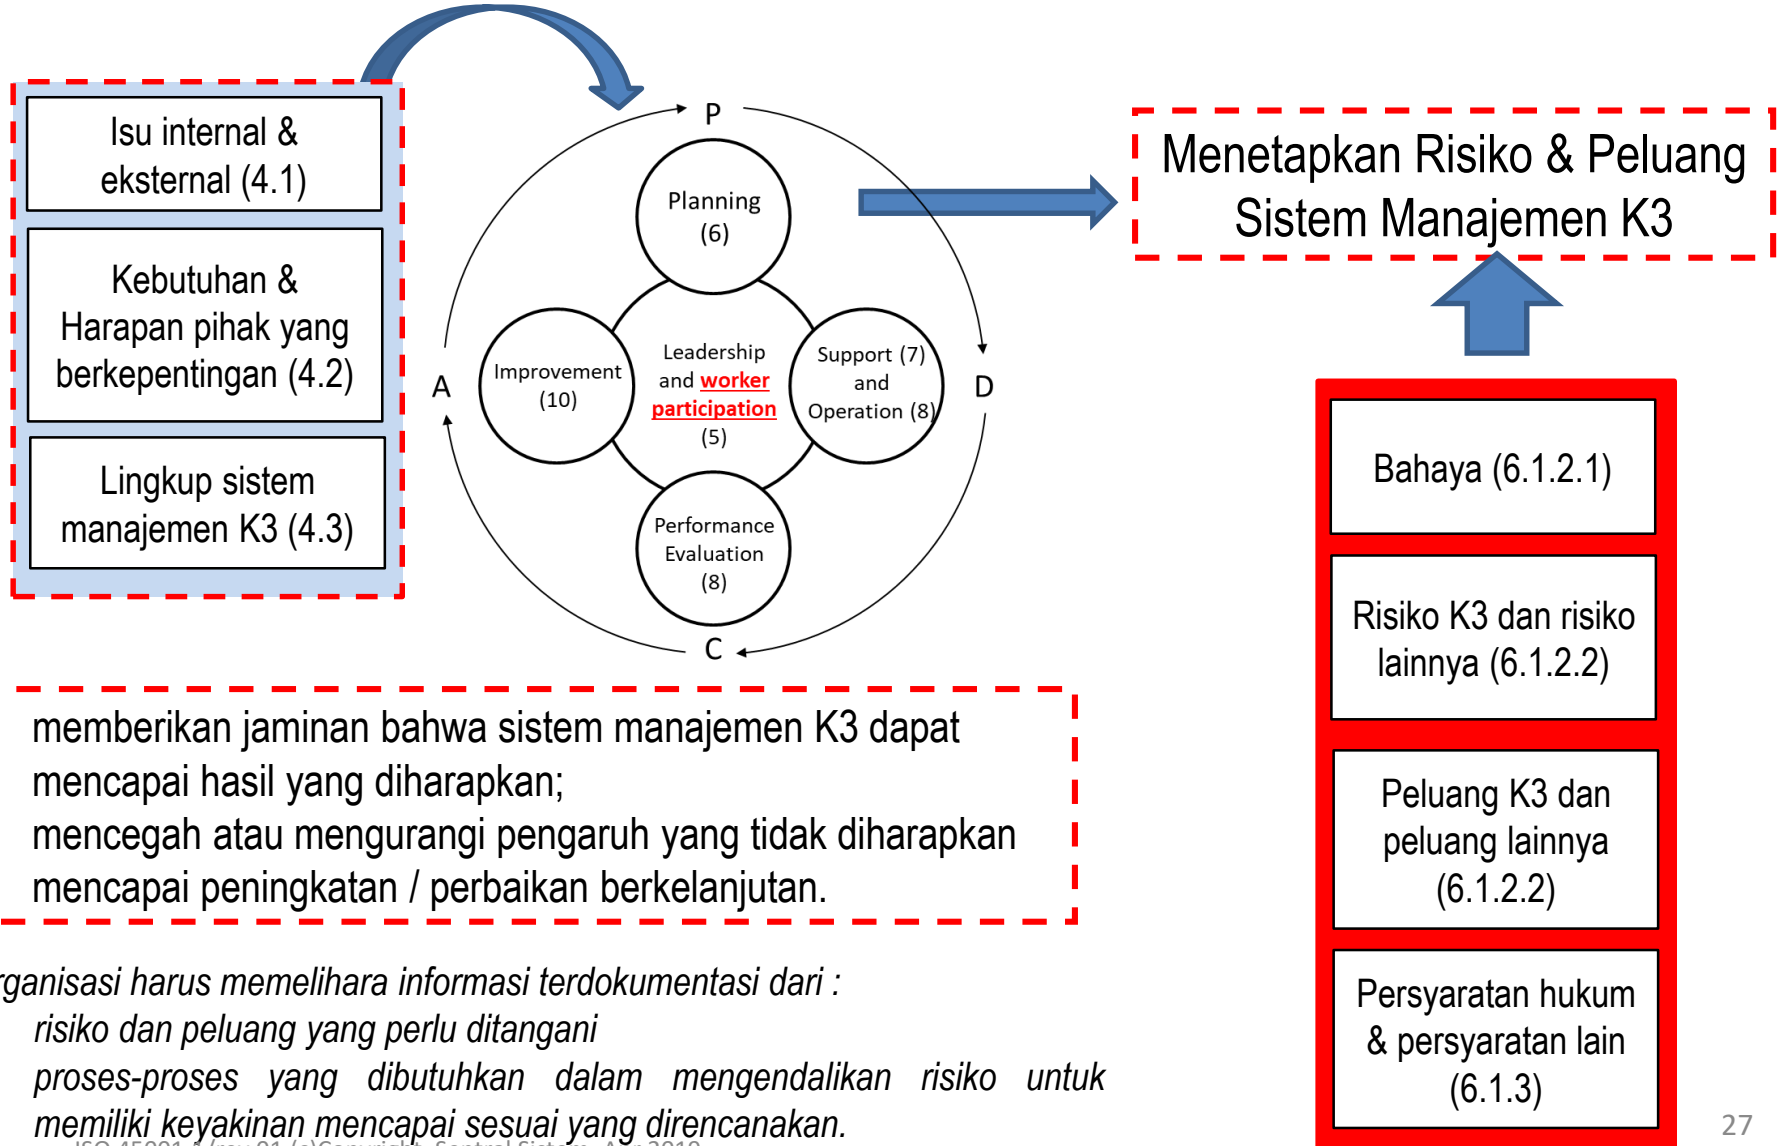 Isu internal &
eksternal (4.1)
Kebutuhan &
Harapan pihak yang
berkepentingan (4.2)
Lingkup sistem
manajemen K3 (4.3)
P
Planning
(6)
Improvement
(10)
Leadership
and worker
participation
(5)
Support (7)
and
Operation (8)
Performance
Evaluation
(8)
A
D
C
Menetapkan Risiko & Peluang
Sistem Manajemen K3
Bahaya (6.1.2.1)
Risiko K3 dan risiko
lainnya (6.1.2.2)
Peluang K3 dan
peluang lainnya
(6.1.2.2)
Persyaratan hukum
& persyaratan lain
(6.1.3)
memberikan jaminan bahwa sistem manajemen K3 dapat
mencapai hasil yang diharapkan;
mencegah atau mengurangi pengaruh yang tidak diharapkan
mencapai peningkatan / perbaikan berkelanjutan.
rganisasi harus memelihara informasi terdokumentasi dari :
risiko dan peluang yang perlu ditangani
proses-proses yang dibutuhkan dalam mengendalikan risiko untuk
memiliki keyakinan mencapai sesuai yang direncanakan.
27